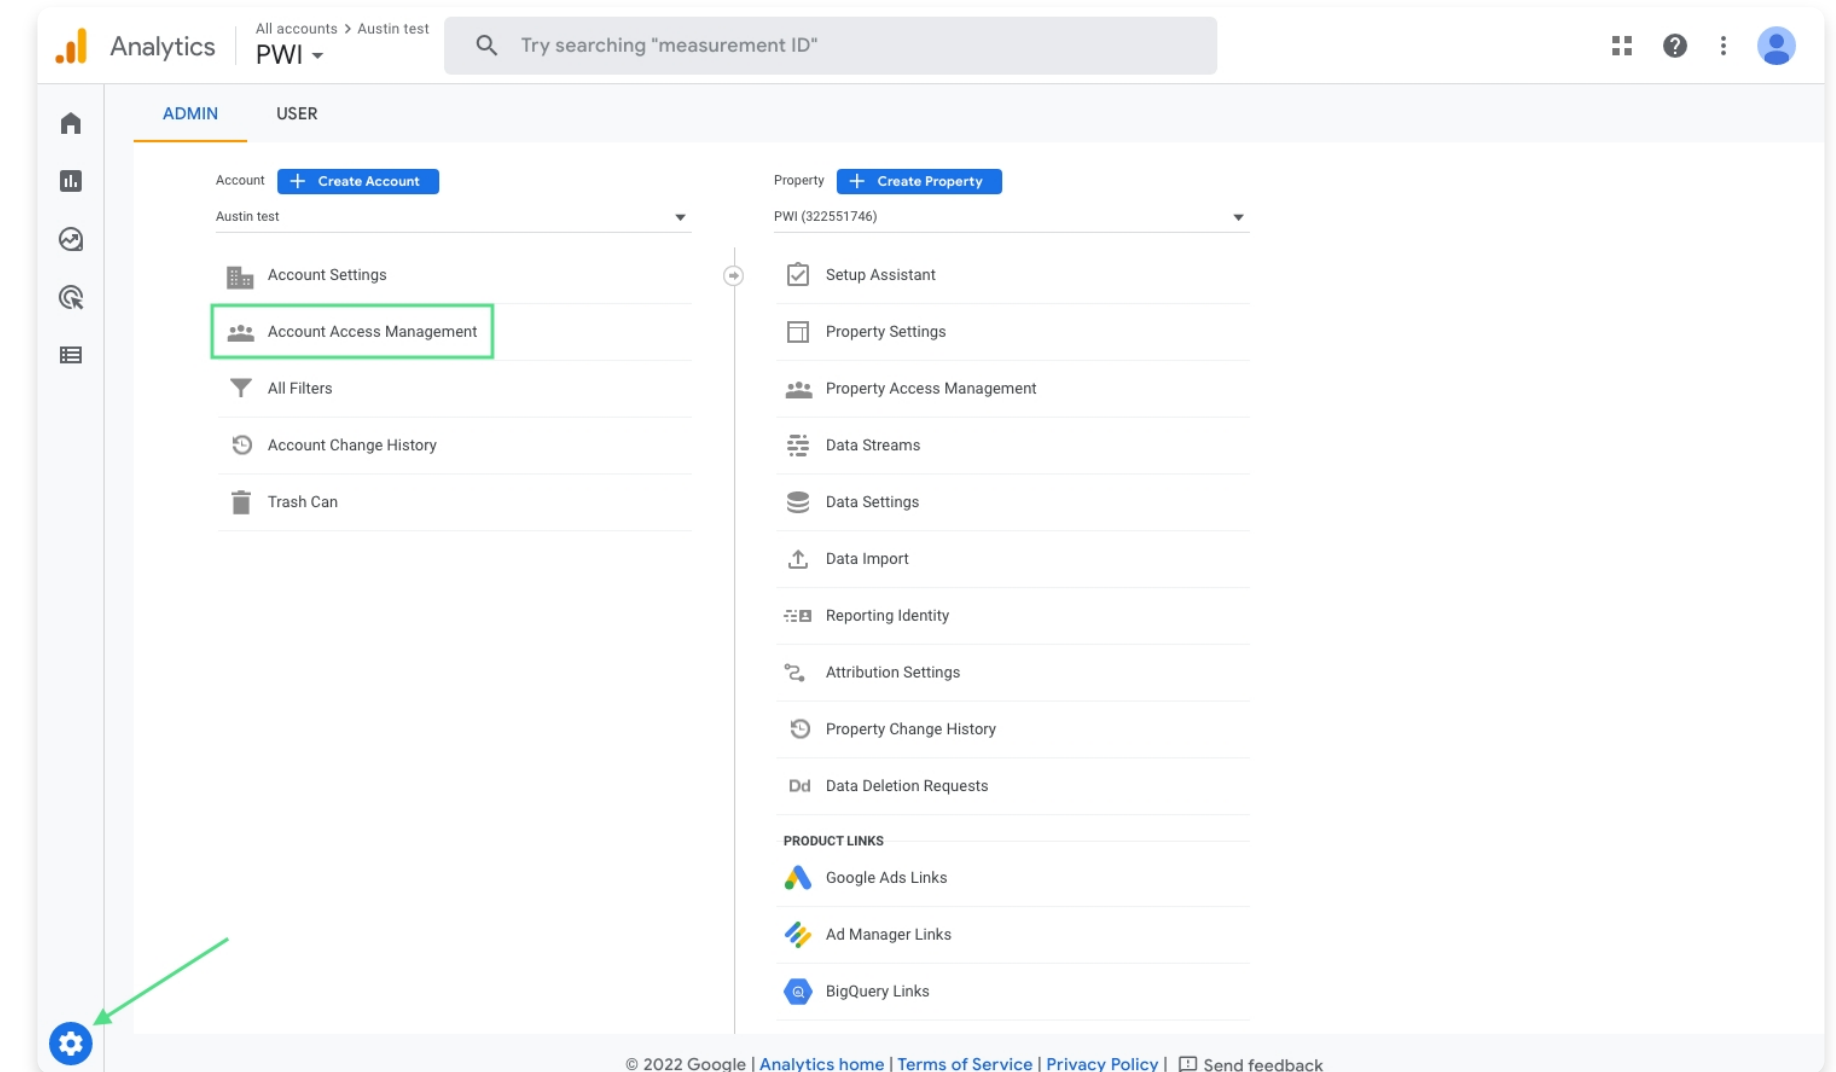 Analytics
All accounts > Austin test
PWI
Try searching "measurement ID"
ADMIN
USER
Account
Create Account
Austin test
Account Settings
Account Access Management
All Filters
Account Change History
Trash Can
Property
Create Property
PWI (322551746)
Setup Assistant
Property Settings
Property Access Management
Data Streams
Data Settings
Data Import
Reporting Identity
Attribution Settings
Property Change History
Dd Data Deletion Requests
PRODUCT LINKS
Google Ads Links
Ad Manager Links
BigQuery Links
© 2022 Google | Analytics home | Terms of Service | Privacy Policy | Send feedback